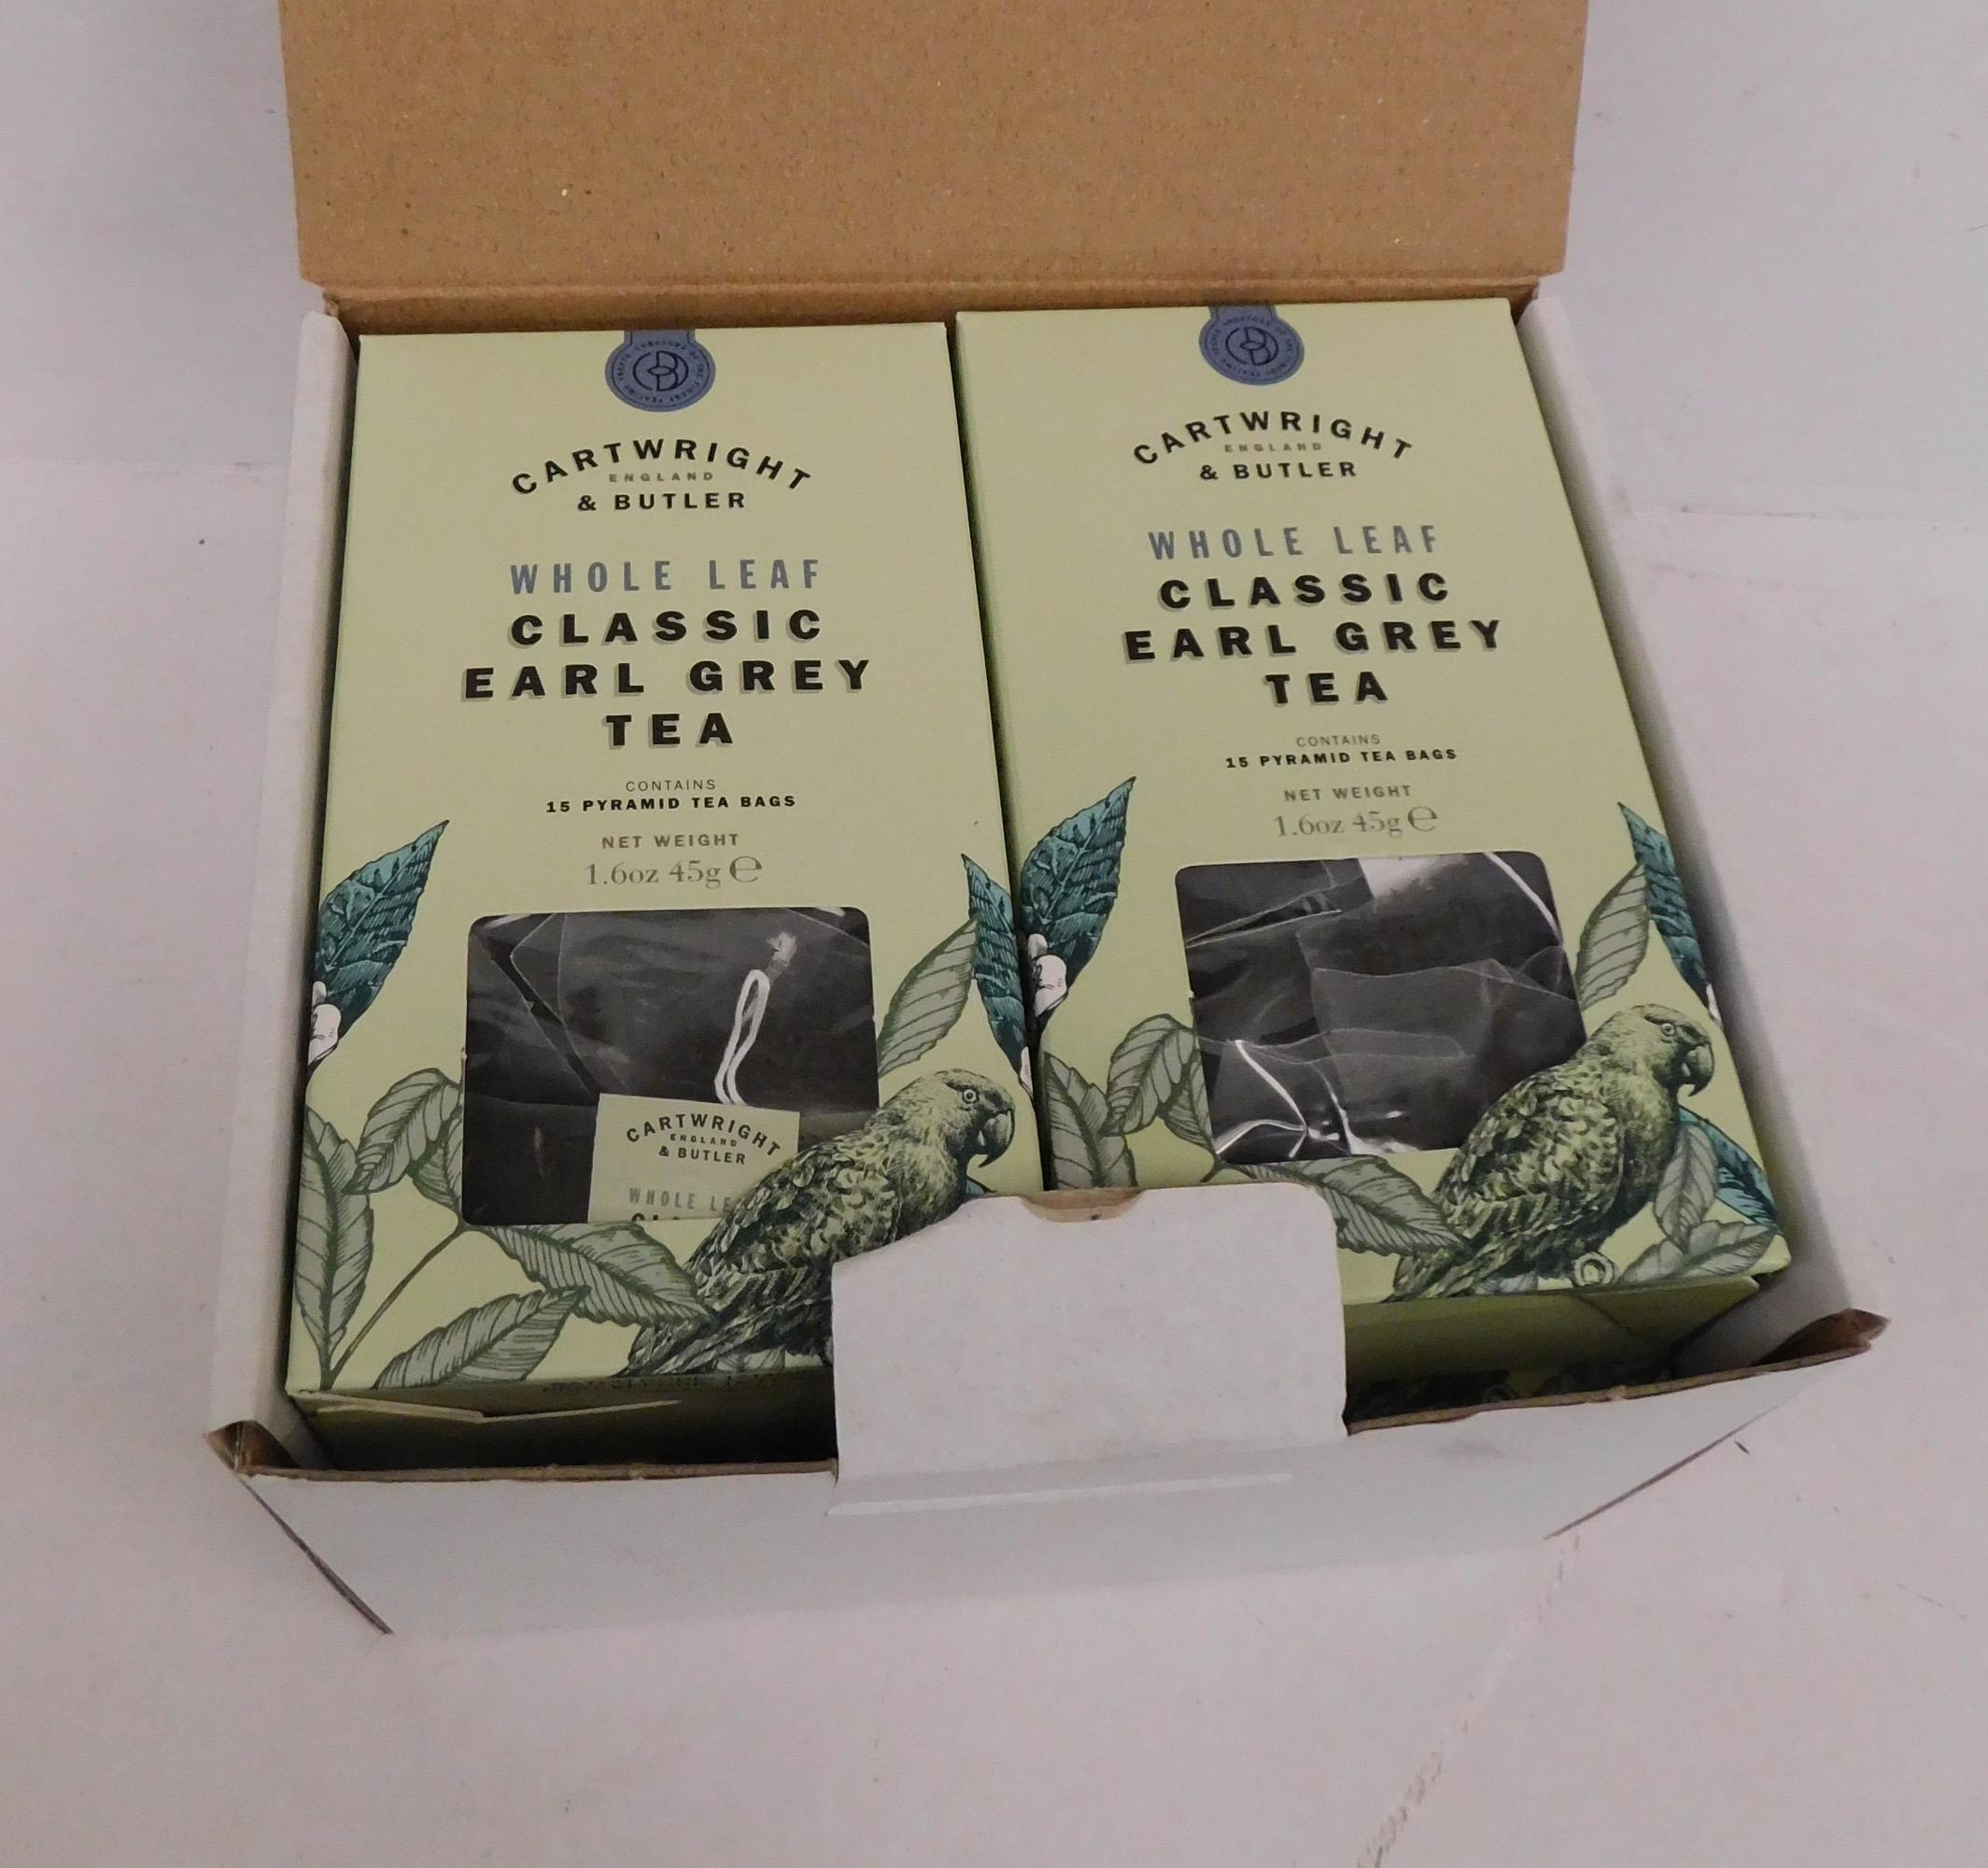 CARTWRIGHT
ENGLAND
& BUTLER
WHOLE LEAF
CLASSIC
EARL GREY
TEA
CONTAINS
15 PYRAMID TEA BAGS
NET WEIGHT
1.6oz 45g ℮
CARTWRIGHT
ENGLAND
& BUTLER
WHOLE
CARTWRIGHT
ENGLAND
& BUTLER
WHOLE LEAF
CLASSIC
EARL GREY
TEA
CONTAINS
15 PYRAMID TEA BAGS
NET WEIGHT
1.6oz 45g ℮